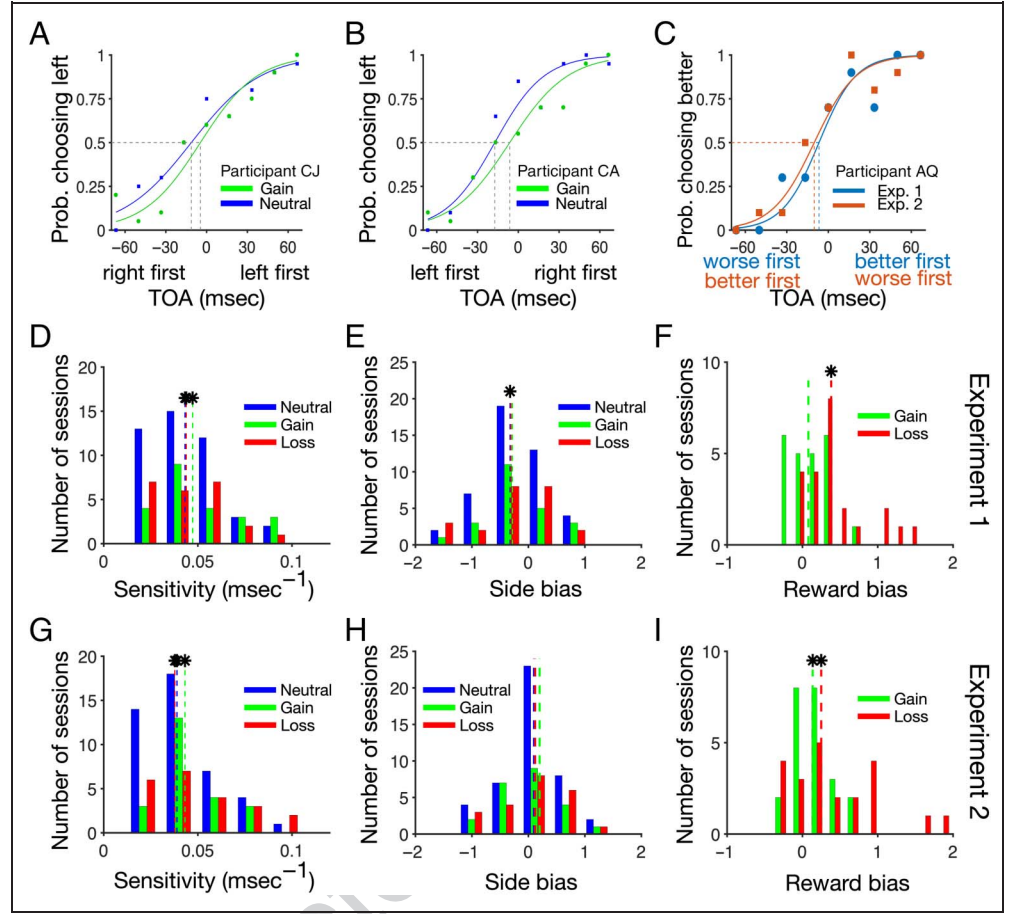 A
Prob. choosing left
1
0.75
0.5
0.25
0
Participant CJ
Gain
Neutral
−60 −30 0 30 60
right first left first
TOA (msec)
B
Prob. choosing left
1
0.75
0.5
0.25
0
Participant CA
Gain
Neutral
−60 −30 0 30 60
left first right first
TOA (msec)
C
Prob. choosing better
1
0.75
0.5
0.25
0
Participant AQ
Exp. 1
Exp. 2
−60 −30 0 30 60
worse first better first
better first worse first
TOA (msec)
D
Number of sessions
20
15
10
5
0
Neutral
Gain
Loss
0 0.05 0.1
Sensitivity (msec−1)
E
Number of sessions
25
20
15
10
5
0
Neutral
Gain
Loss
−2 −1 0 1 2
Side bias
F
Number of sessions
10
5
0
Gain
Loss
−1 0 1 2
Reward bias
Experiment 1
G
Number of sessions
20
15
10
5
0
Neutral
Gain
Loss
0 0.05 0.1
Sensitivity (msec−1)
H
Number of sessions
25
20
15
10
5
0
Neutral
Gain
Loss
−2 −1 0 1 2
Side bias
I
Number of sessions
10
5
0
Gain
Loss
−1 0 1 2
Reward bias
Experiment 2